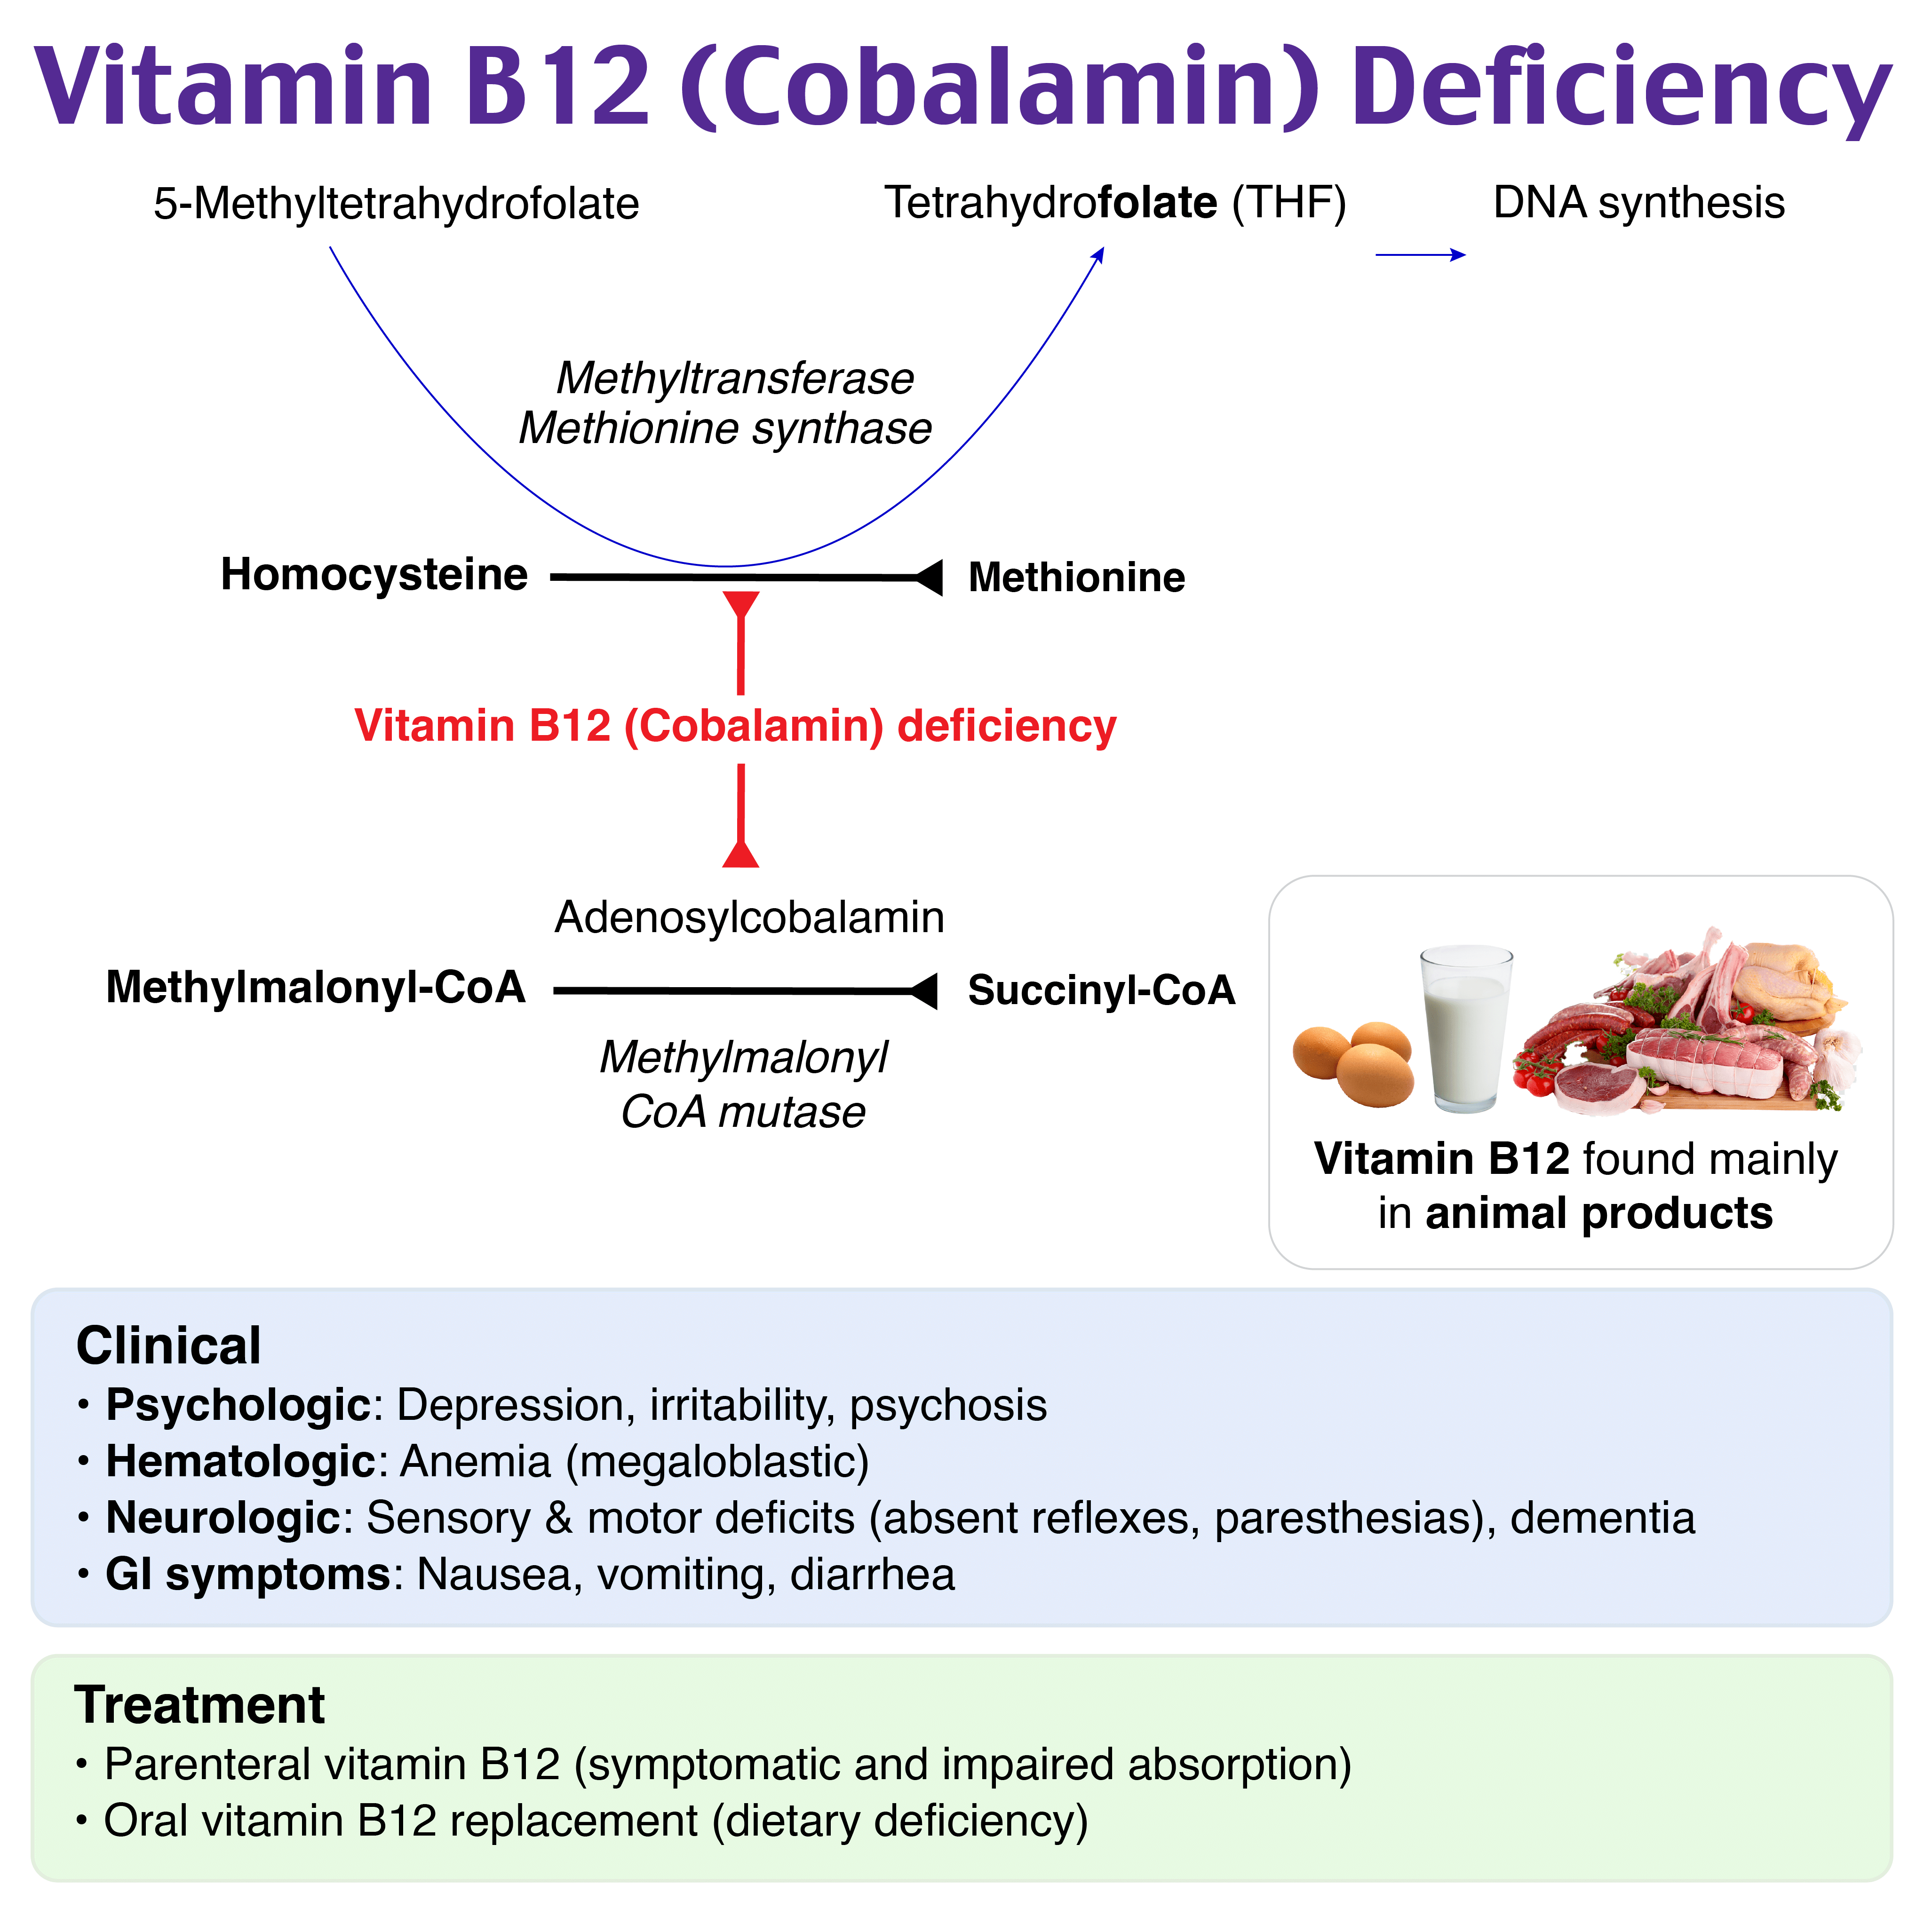 Vitamin B12 (Cobalamin) Deficiency
5-Methyltetrahydrofolate
Tetrahydrofolate (THF)
DNA synthesis
Methyltransferase
Methionine synthase
Homocysteine
Methionine
Vitamin B12 (Cobalamin) deficiency
Adenosylcobalamin
Methylmalonyl-CoA
Succinyl-CoA
Methylmalonyl
CoA mutase
Vitamin B12 found mainly
in animal products
Clinical
• Psychologic: Depression, irritability, psychosis
• Hematologic: Anemia (megaloblastic)
• Neurologic: Sensory & motor deficits (absent reflexes, paresthesias), dementia
• GI symptoms: Nausea, vomiting, diarrhea
Treatment
• Parenteral vitamin B12 (symptomatic and impaired absorption)
• Oral vitamin B12 replacement (dietary deficiency)